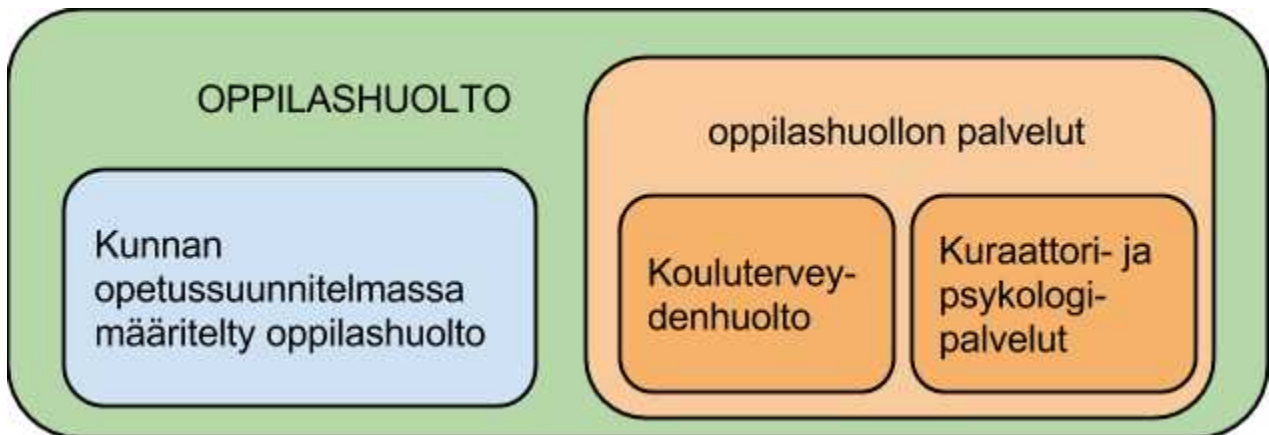 OPPILASHUOLTO
Kunnan
opetussuunnitelmassa
määritelty oppilashuolto
oppilashuollon palvelut
Koulutervey-
denhuolto
Kuraattori- ja
psykologi-
palvelut